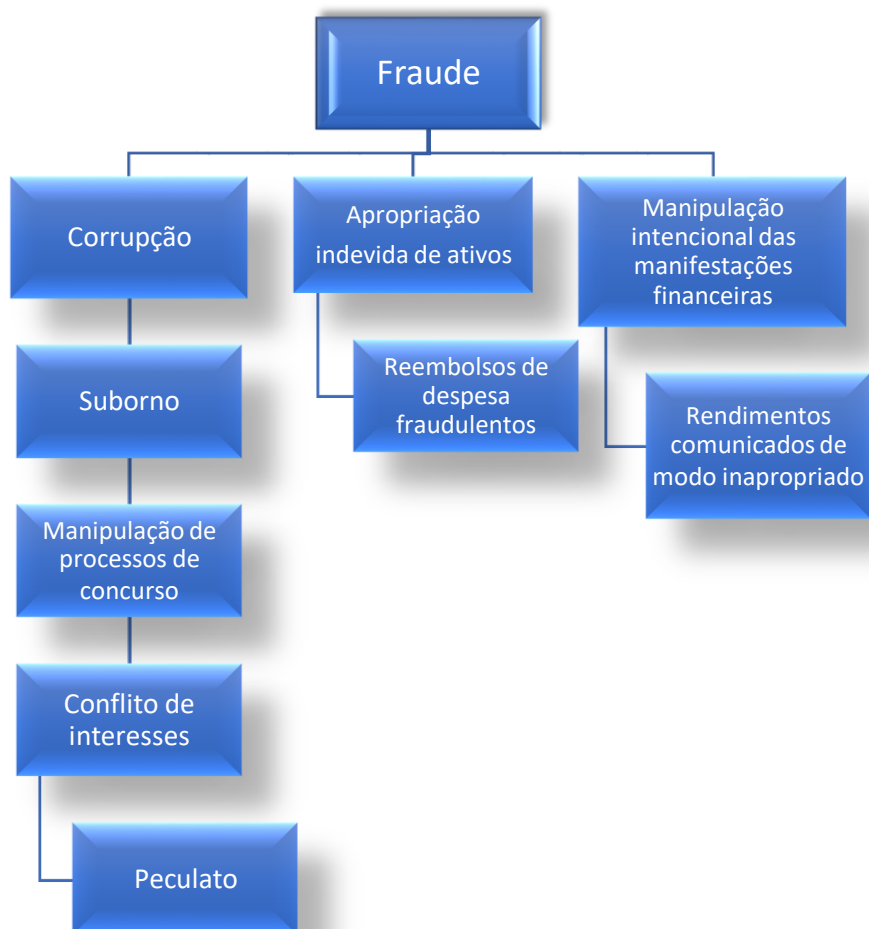 Fraude
Corrupção
Apropriação
indevida de ativos
Manipulação
intencional das
manifestações
financeiras
Suborno
Reembolsos de
despesa
fraudulentos
Rendimentos
comunicados de
modo inapropriado
Manipulação de
processos de
concurso
Conflito de
interesses
Peculato